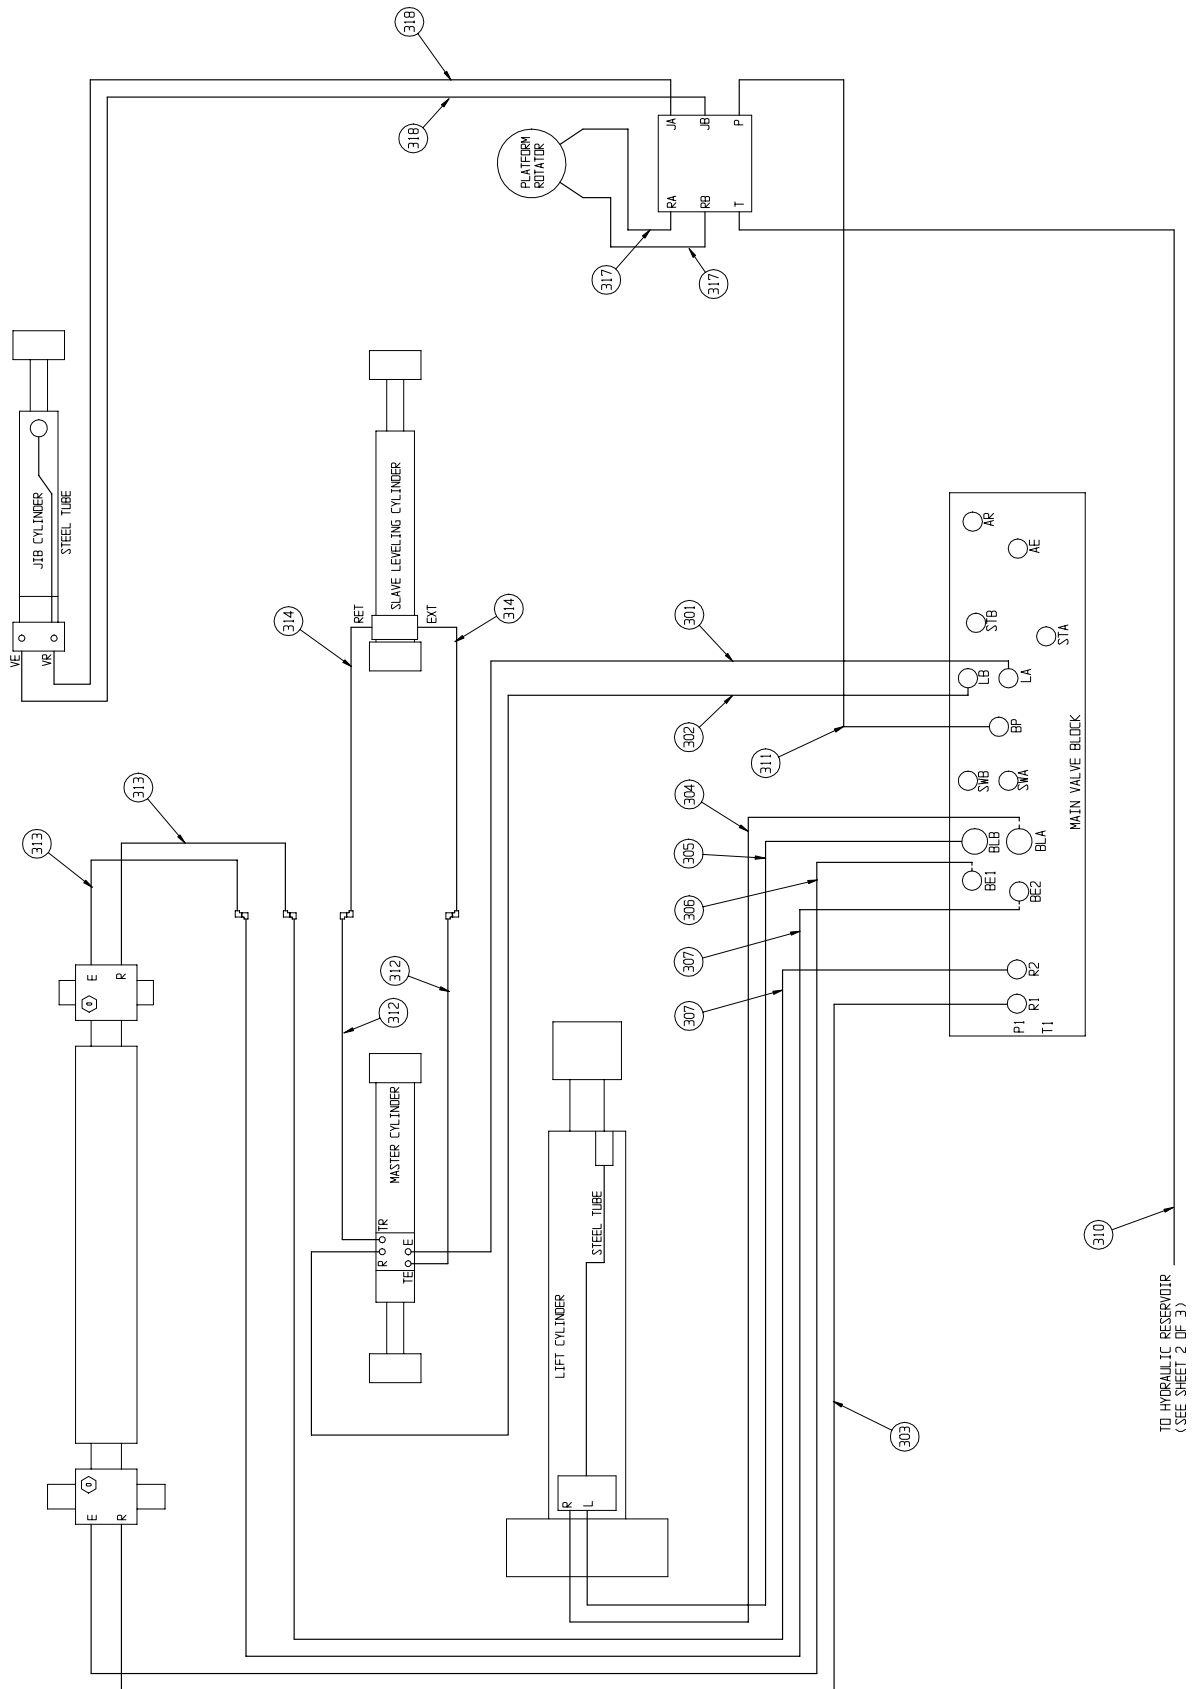 318
318
JA
JB
P
PLATFORM
ROTATOR
RA
RB
T
317
317
JIB CYLINDER
STEEL TUBE
VE
VR
314
RET
SLAVE LEVELING CYLINDER
EXT
314
301
302
311
304
305
306
307
307
AR
AE
STB
STA
LB
LA
BP
SWB
SWA
BLB
BLA
BE1
BE2
R2
R1
P1
T1
MAIN VALVE BLOCK
313
313
E
R
312
312
MASTER CYLINDER
TR
R
E
TE
STEEL TUBE
LIFT CYLINDER
R
L
E
R
303
310
TO HYDRAULIC RESERVOIR
(SEE SHEET 2 OF 3)